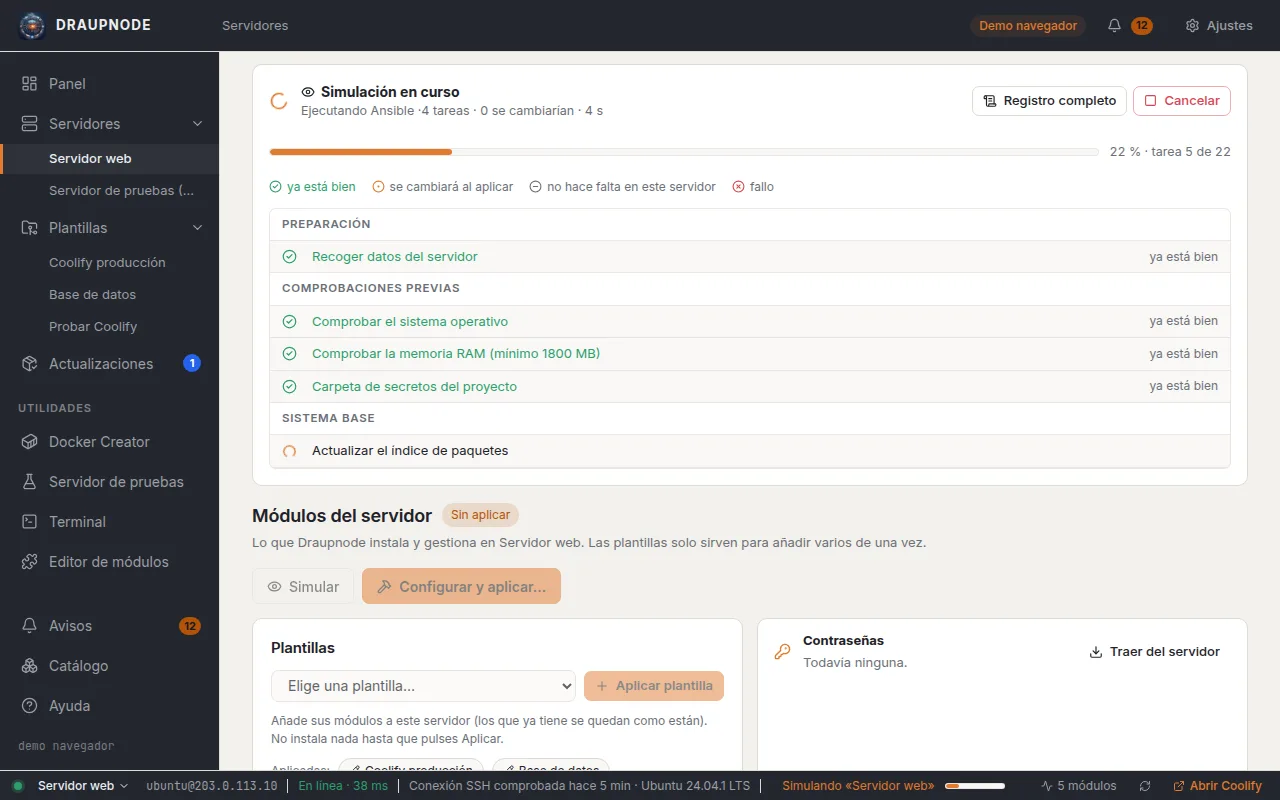 DRAUPNODE
Servidores
Demo navegador
12
Ajustes
Panel
Servidores
Servidor web
Servidor de pruebas (...
Plantillas
Coolify producción
Base de datos
Probar Coolify
Actualizaciones
1
UTILIDADES
Docker Creator
Servidor de pruebas
Terminal
Editor de módulos
Avisos
12
Catálogo
Ayuda
demo navegador
Simulación en curso
Ejecutando Ansible ·4 tareas · 0 se cambiarían · 4 s
Registro completo
Cancelar
22 % · tarea 5 de 22
ya está bien
se cambiará al aplicar
no hace falta en este servidor
fallo
PREPARACIÓN
Recoger datos del servidor
ya está bien
COMPROBACIONES PREVIAS
Comprobar el sistema operativo
ya está bien
Comprobar la memoria RAM (mínimo 1800 MB)
ya está bien
Carpeta de secretos del proyecto
ya está bien
SISTEMA BASE
Actualizar el índice de paquetes
Módulos del servidor
Sin aplicar
Lo que Draupnode instala y gestiona en Servidor web. Las plantillas solo sirven para añadir varios de una vez.
Simular
Configurar y aplicar...
Plantillas
Elige una plantilla...
Aplicar plantilla
Añade sus módulos a este servidor (los que ya tiene se quedan como están).
No instala nada hasta que pulses Aplicar.
Aplicadas:
Coolify producción
Base de datos
Contraseñas
Todavía ninguna.
Traer del servidor
Servidor web
ubuntu@203.0.113.10
En línea · 38 ms
Conexión SSH comprobada hace 5 min · Ubuntu 24.04.1 LTS
Simulando «Servidor web»
5 módulos
Abrir Coolify